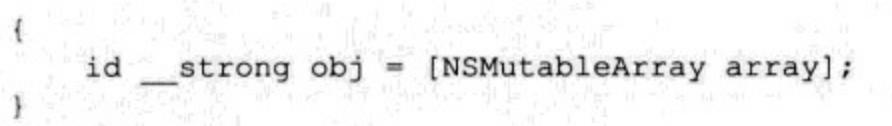 {
    id __strong obj = [NSMutableArray array];
}